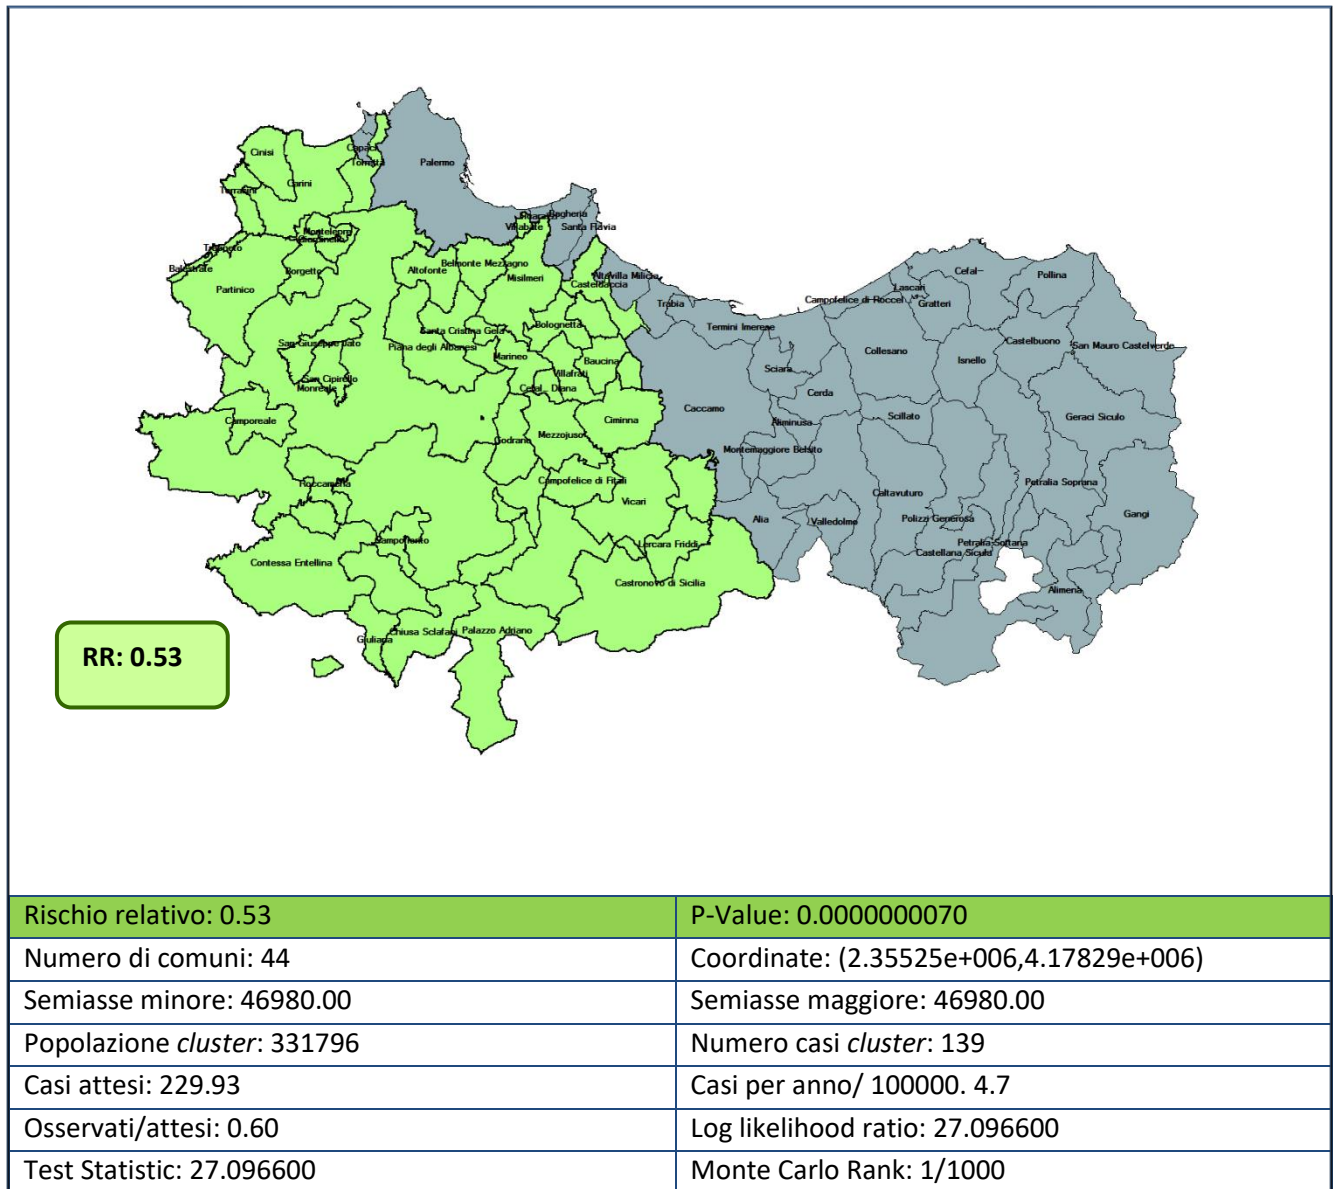 Cinisi
Capaci
Palermo
Torretta
Carini
Terrasini
Bagheria
Villabate
Santa Flavia
Montelepre
Giardinello
Trappeto
Balestrate
Borgetto
Altofonte
Belmonte Mezzagno
Misilmeri
Partinico
Altavilla Milicia
Casteldaccia
Cefal—
Pollina
Lascari
Campofelice di Roccel
Gratteri
Trabia
Termini Imerese
Bolognetta
Santa Cristina Gela
Piana degli Albanesi
Marineo
Baucina
Villafrati
Collesano
Isnello
Castelbuono
San Mauro Castelverde
San Giuseppe Jato
San Cipirello
Monreale
Cefal_ Diana
Sciara
Cerda
Caccamo
Scillato
Geraci Siculo
Camporeale
Ciminna
Mezzojuso
Godrano
Aliminusa
Montemaggiore Belsito
Roccamena
Campofelice di Fitali
Vicari
Caltavuturo
Petralia Soprana
Gangi
Alia
Valledolmo
Polizzi Generosa
Petralia Sottana
Castellana Sicula
Campofiorito
Lercara Friddi
Contessa Entellina
Castronovo di Sicilia
Alimena
Giuliana
Chiusa Sclafani
Palazzo Adriano
RR: 0.53
Rischio relativo: 0.53
P-Value: 0.0000000070
Numero di comuni: 44
Coordinate: (2.35525e+006,4.17829e+006)
Semiasse minore: 46980.00
Semiasse maggiore: 46980.00
Popolazione cluster: 331796
Numero casi cluster: 139
Casi attesi: 229.93
Casi per anno/ 100000. 4.7
Osservati/attesi: 0.60
Log likelihood ratio: 27.096600
Test Statistic: 27.096600
Monte Carlo Rank: 1/1000